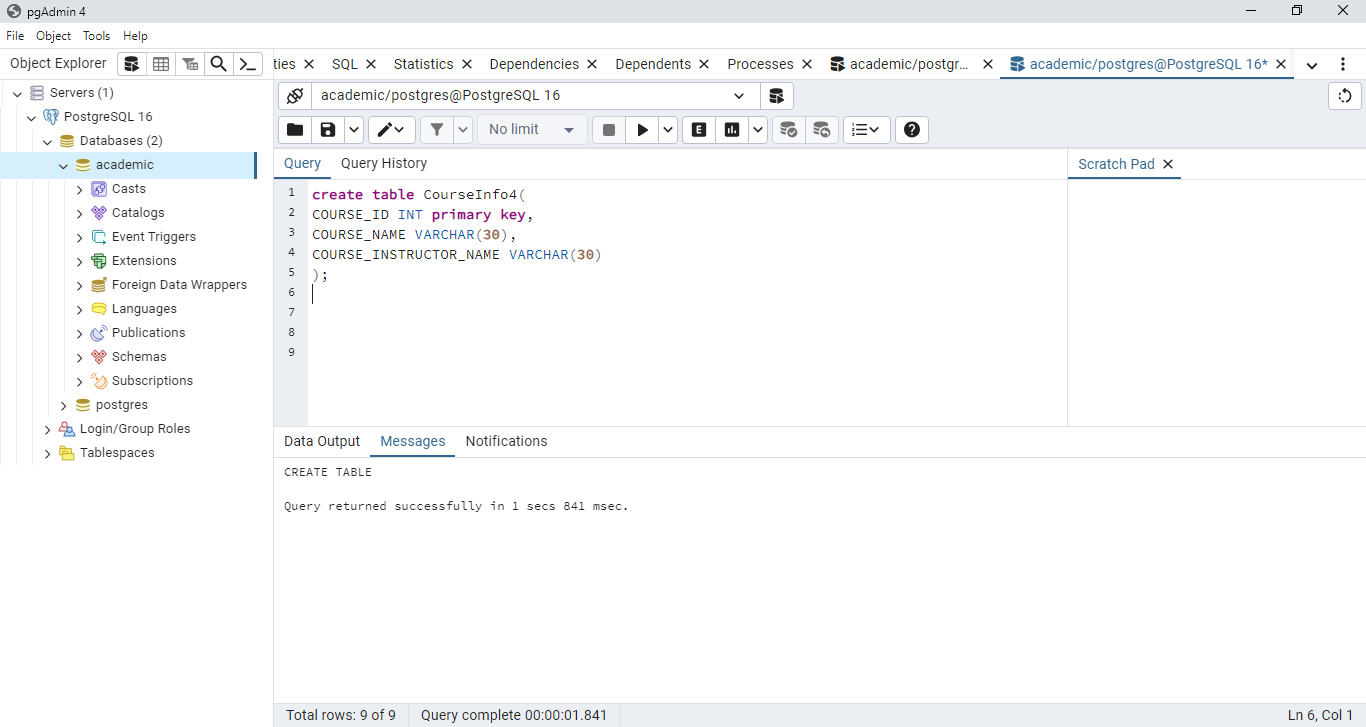 pgAdmin 4
File Object Tools Help
Object Explorer
ties SQL Statistics Dependencies Dependents Processes academic/postgr... academic/postgres@PostgreSQL 16*
Servers (1)
PostgreSQL 16
Databases (2)
academic
Casts
Catalogs
Event Triggers
Extensions
Foreign Data Wrappers
Languages
Publications
Schemas
Subscriptions
postgres
Login/Group Roles
Tablespaces
academic/postgres@PostgreSQL 16
No limit E
Query Query History
Scratch Pad
1 create table CourseInfo4(
2 COURSE_ID INT primary key,
3 COURSE_NAME VARCHAR(30),
4 COURSE_INSTRUCTOR_NAME VARCHAR(30)
5 );
6
7
8
9
Data Output Messages Notifications
CREATE TABLE
Query returned successfully in 1 secs 841 msec.
Total rows: 9 of 9 Query complete 00:00:01.841 Ln 6, Col 1